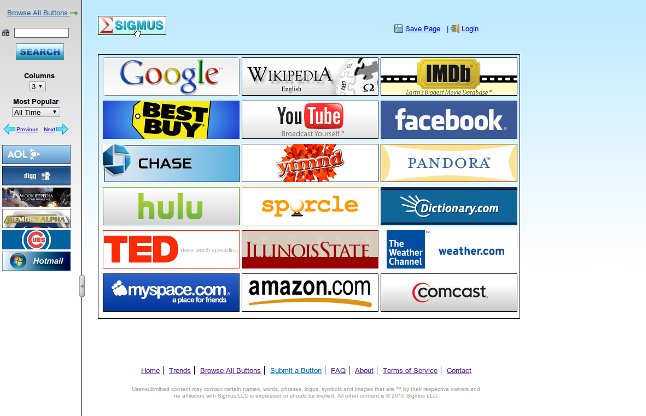 Browse All Buttons
SEARCH
Columns
3
Most Popular
All Time
Previous Next
AOL
digg
WOOKIEEPEDIA
MEMORY ALPHA
CUBS
Hotmail
SIGMUS
Save Page | Login
Google™
WIKIPEDIA
English
Ω
IMDb
Earth's Biggest Movie Database™
BEST
BUY
YouTube
Broadcast Yourself™
facebook
CHASE
ytmnd
PANDORA
hulu
sporcle
Dictionary.com
TED
ideas worth spreading
ILLINOIS STATE
The
Weather
Channel
weather.com
myspace.com
a place for friends
amazon.com
COMCAST
Home | Trends | Browse All Buttons | Submit a Button | FAQ | About | Terms of Service | Contact
User-submitted content may contain certain names, words, phrases, logos, symbols and images that are ™ by their respective owners and
no affiliation with Sigmus LLC is expressed or should be implied. All other content is © 2010 Sigmus LLC.